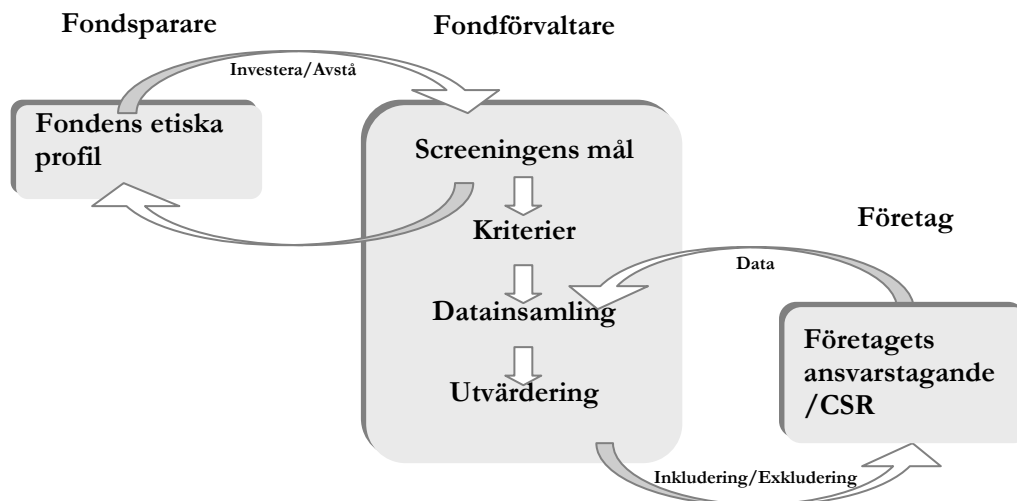 Fondsparare
Fondförvaltare
Investera/Avstå
Fondens etiska
profil
Screeningens mål
Kriterier
Företag
Data
Datainsamling
Företagets
ansvarstagande
/CSR
Utvärdering
Inkludering/Exkludering